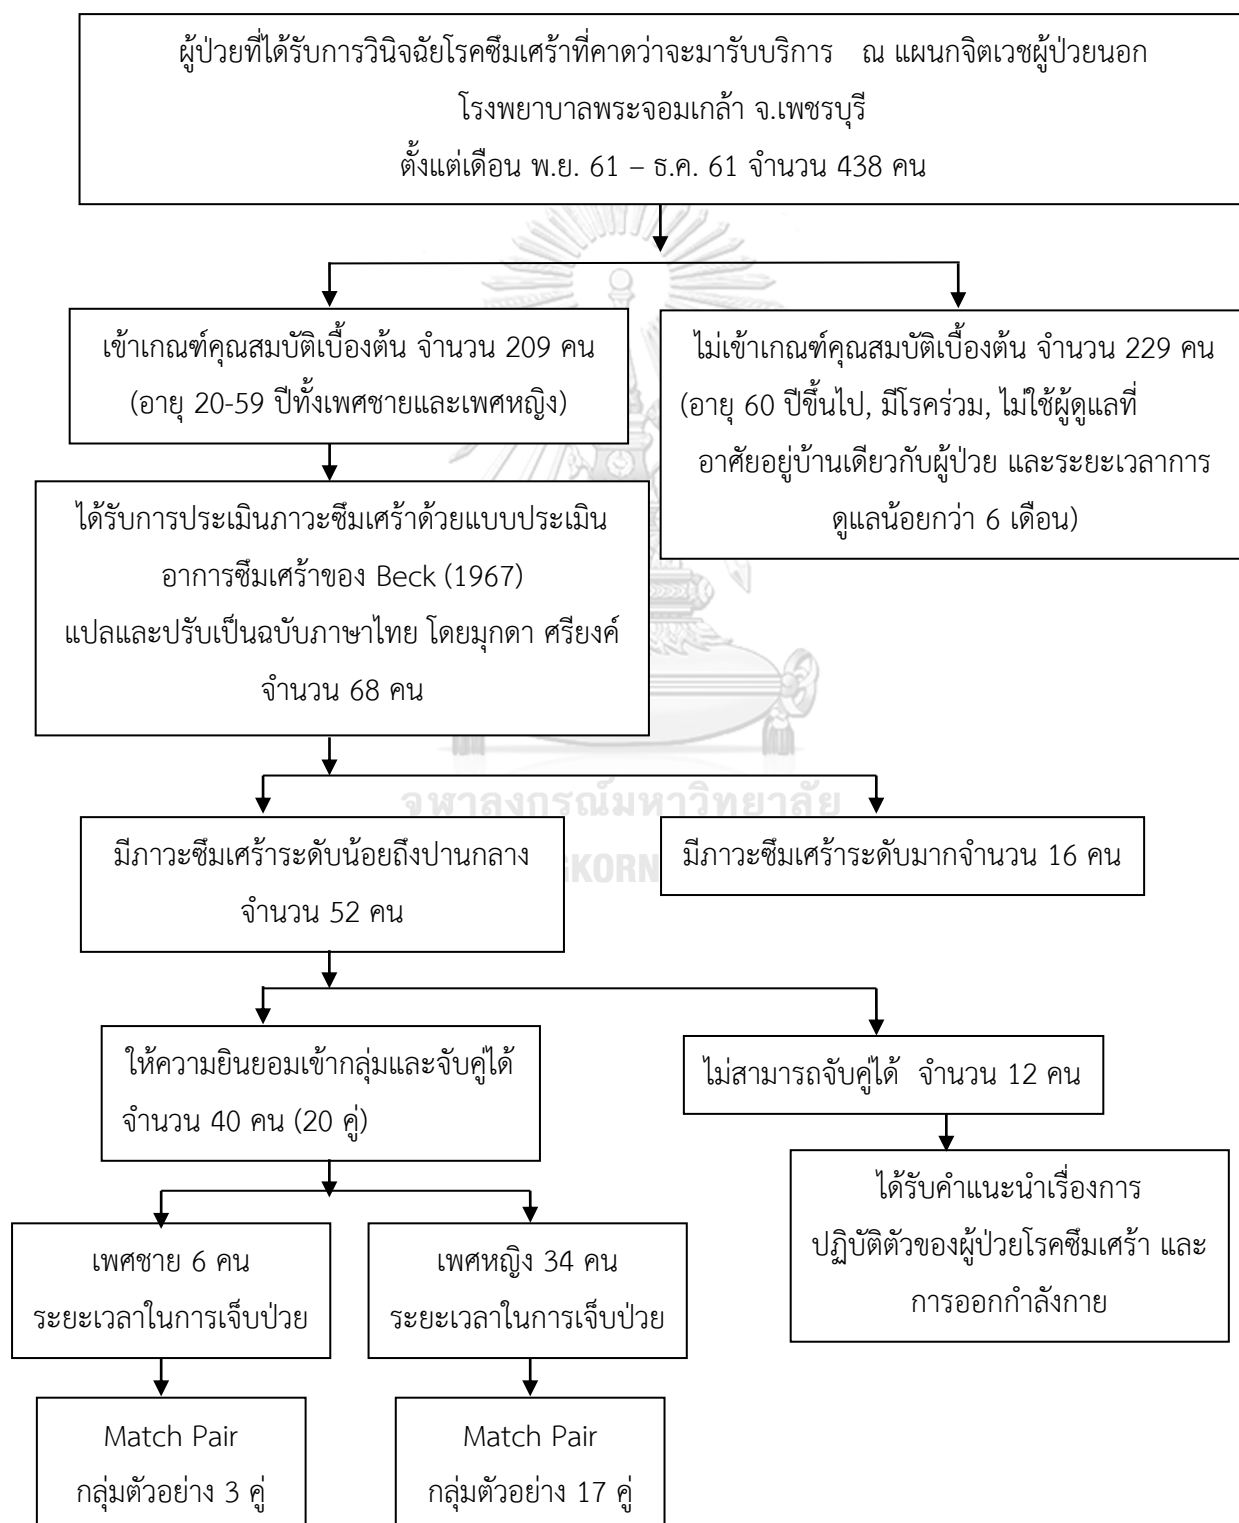 ผู้ป่วยที่ได้รับการวินิจฉัยโรคซึมเศร้าที่คาดว่าจะมารับบริการ ณ แผนกจิตเวชผู้ป่วยนอก
โรงพยาบาลพระจอมเกล้า จ.เพชรบุรี
ตั้งแต่เดือน พ.ย. 61 – ธ.ค. 61 จำนวน 438 คน
เข้าเกณฑ์คุณสมบัติเบื้องต้น จำนวน 209 คน
(อายุ 20-59 ปีทั้งเพศชายและเพศหญิง)
ไม่เข้าเกณฑ์คุณสมบัติเบื้องต้น จำนวน 229 คน
(อายุ 60 ปีขึ้นไป, มีโรคร่วม, ไม่ใช้ผู้ดูแลที่
อาศัยอยู่บ้านเดียวกับผู้ป่วย และระยะเวลาการ
ดูแลน้อยกว่า 6 เดือน)
ได้รับการประเมินภาวะซึมเศร้าด้วยแบบประเมิน
อาการซึมเศร้าของ Beck (1967)
แปลและปรับเป็นฉบับภาษาไทย โดยมุกดา ศรียงค์
จำนวน 68 คน
จุฬาลงกรณ์มหาวิทยาลัย
มีภาวะซึมเศร้าระดับน้อยถึงปานกลาง
จำนวน 52 คน
มีภาวะซึมเศร้าระดับมากจำนวน 16 คน
ให้ความยินยอมเข้ากลุ่มและจับคู่ได้
จำนวน 40 คน (20 คู่)
ไม่สามารถจับคู่ได้ จำนวน 12 คน
ได้รับคำแนะนำเรื่องการ
ปฏิบัติตัวของผู้ป่วยโรคซึมเศร้า และ
การออกกำลังกาย
เพศชาย 6 คน
ระยะเวลาในการเจ็บป่วย
เพศหญิง 34 คน
ระยะเวลาในการเจ็บป่วย
Match Pair
กลุ่มตัวอย่าง 3 คู่
Match Pair
กลุ่มตัวอย่าง 17 คู่